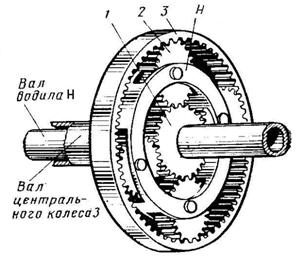 1
2
3
H
Вал
водила H
Вал
централь-
ного колеса 3